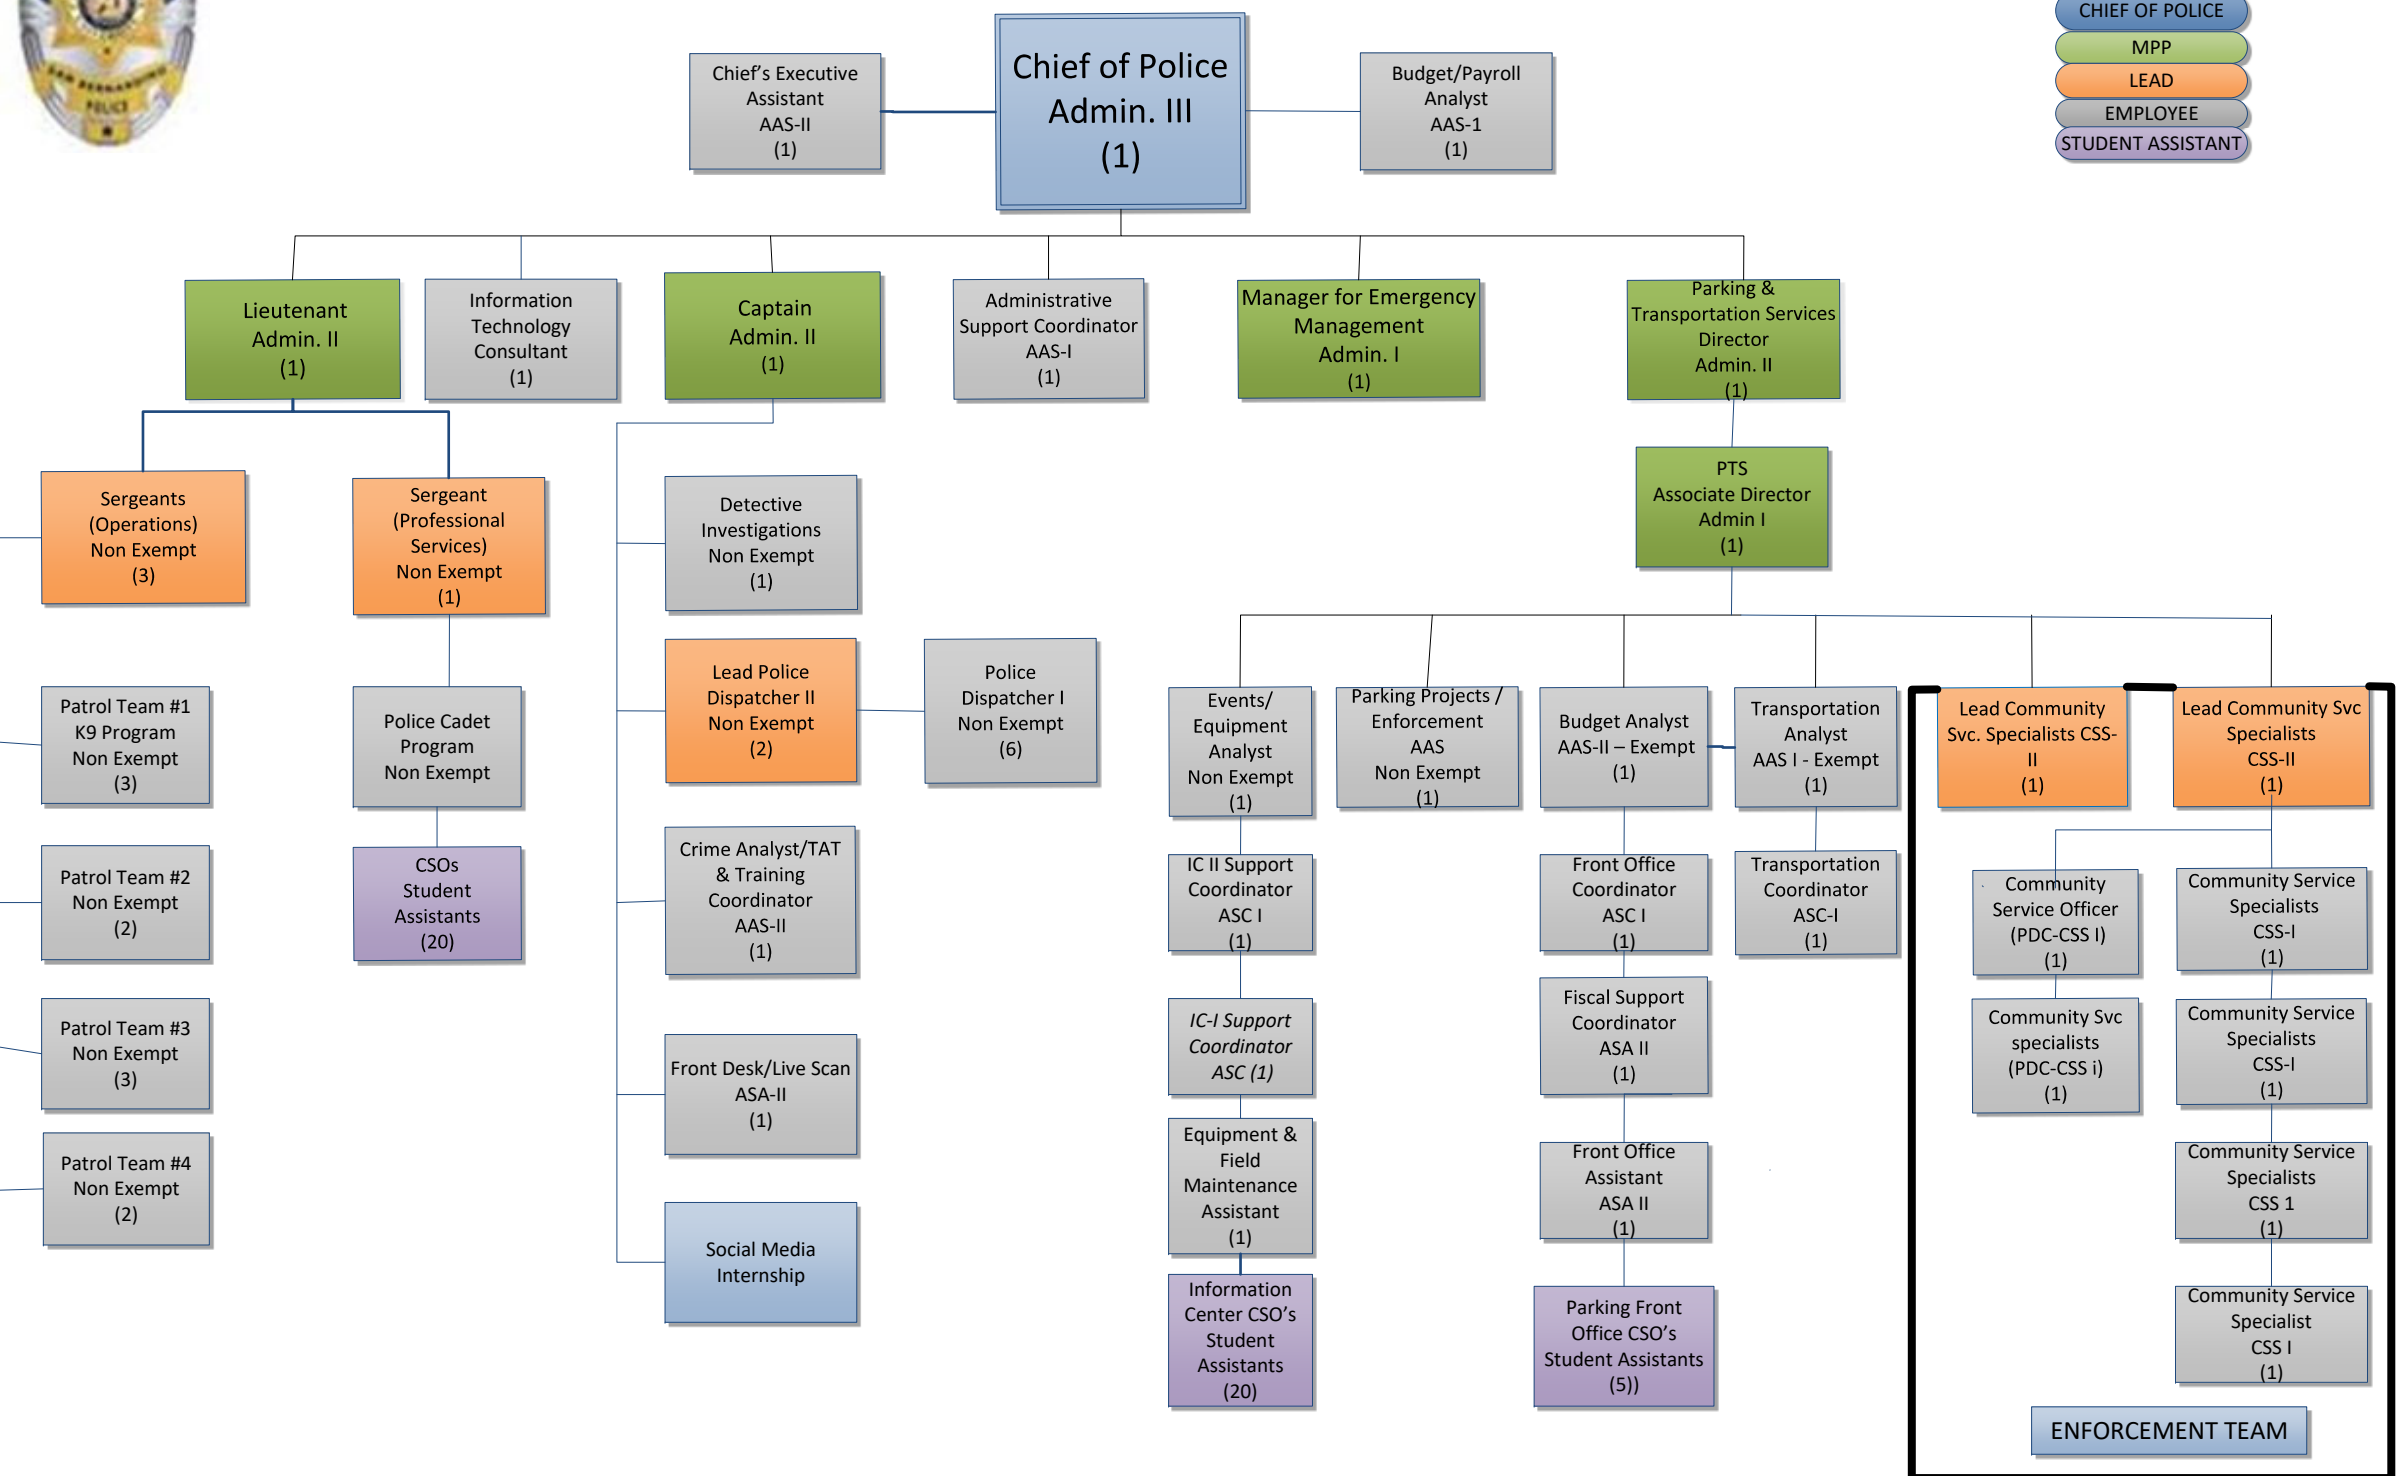 SAN BERNARDINO
POLICE
CHIEF OF POLICE
MPP
LEAD
EMPLOYEE
STUDENT ASSISTANT
Chief's Executive
Assistant
AAS-II
(1)
Chief of Police
Admin. III
(1)
Budget/Payroll
Analyst
AAS-1
(1)
Lieutenant
Admin. II
(1)
Information
Technology
Consultant
(1)
Captain
Admin. II
(1)
Administrative
Support Coordinator
AAS-I
(1)
Manager for Emergency
Management
Admin. I
(1)
Parking &
Transportation Services
Director
Admin. II
(1)
PTS
Associate Director
Admin I
(1)
Sergeants
(Operations)
Non Exempt
(3)
Sergeant
(Professional
Services)
Non Exempt
(1)
Patrol Team #1
K9 Program
Non Exempt
(3)
Patrol Team #2
Non Exempt
(2)
Patrol Team #3
Non Exempt
(3)
Patrol Team #4
Non Exempt
(2)
Police Cadet
Program
Non Exempt
CSOs
Student
Assistants
(20)
Detective
Investigations
Non Exempt
(1)
Lead Police
Dispatcher II
Non Exempt
(2)
Police
Dispatcher I
Non Exempt
(6)
Crime Analyst/TAT
& Training
Coordinator
AAS-II
(1)
Front Desk/Live Scan
ASA-II
(1)
Social Media
Internship
Events/
Equipment
Analyst
Non Exempt
(1)
IC II Support
Coordinator
ASC I
(1)
IC-I Support
Coordinator
ASC (1)
Equipment &
Field
Maintenance
Assistant
(1)
Information
Center CSO's
Student
Assistants
(20)
Parking Projects /
Enforcement
AAS
Non Exempt
(1)
Budget Analyst
AAS-II – Exempt
(1)
Front Office
Coordinator
ASC I
(1)
Fiscal Support
Coordinator
ASA II
(1)
Front Office
Assistant
ASA II
(1)
Parking Front
Office CSO's
Student Assistants
(5))
Transportation
Analyst
AAS I - Exempt
(1)
Transportation
Coordinator
ASC-I
(1)
Lead Community
Svc. Specialists CSS-
II
(1)
Lead Community Svc
Specialists
CSS-II
(1)
Community
Service Officer
(PDC-CSS I)
(1)
Community Svc
specialists
(PDC-CSS i)
(1)
Community Service
Specialists
CSS-I
(1)
Community Service
Specialists
CSS-I
(1)
Community Service
Specialists
CSS 1
(1)
Community Service
Specialist
CSS I
(1)
ENFORCEMENT TEAM